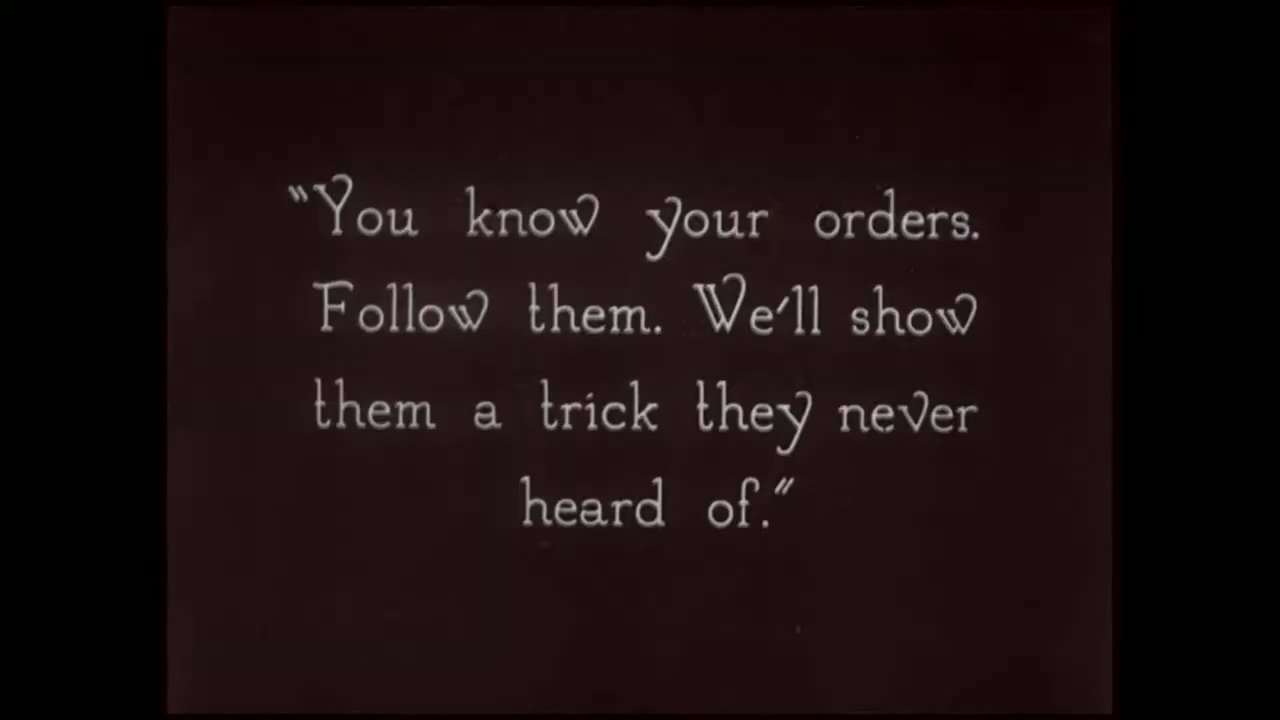 "You know your orders.
Follow them. We'll show
them a trick they never
heard of."